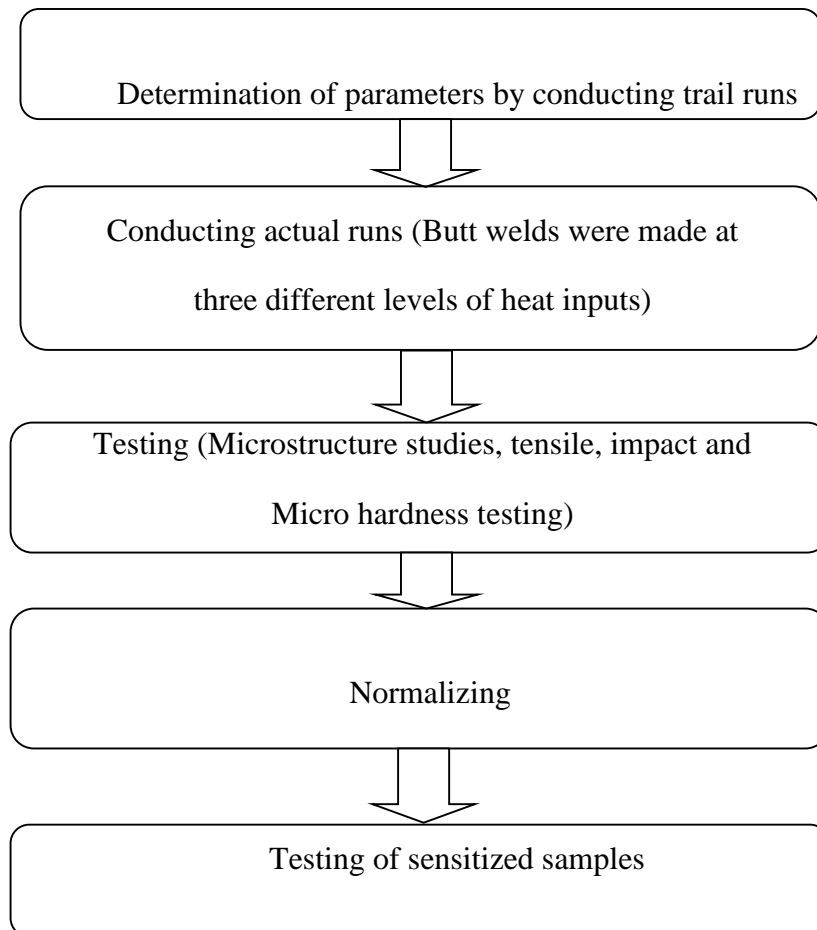 Determination of parameters by conducting trail runs
Conducting actual runs (Butt welds were made at
three different levels of heat inputs)
Testing (Microstructure studies, tensile, impact and
Micro hardness testing)
Normalizing
Testing of sensitized samples